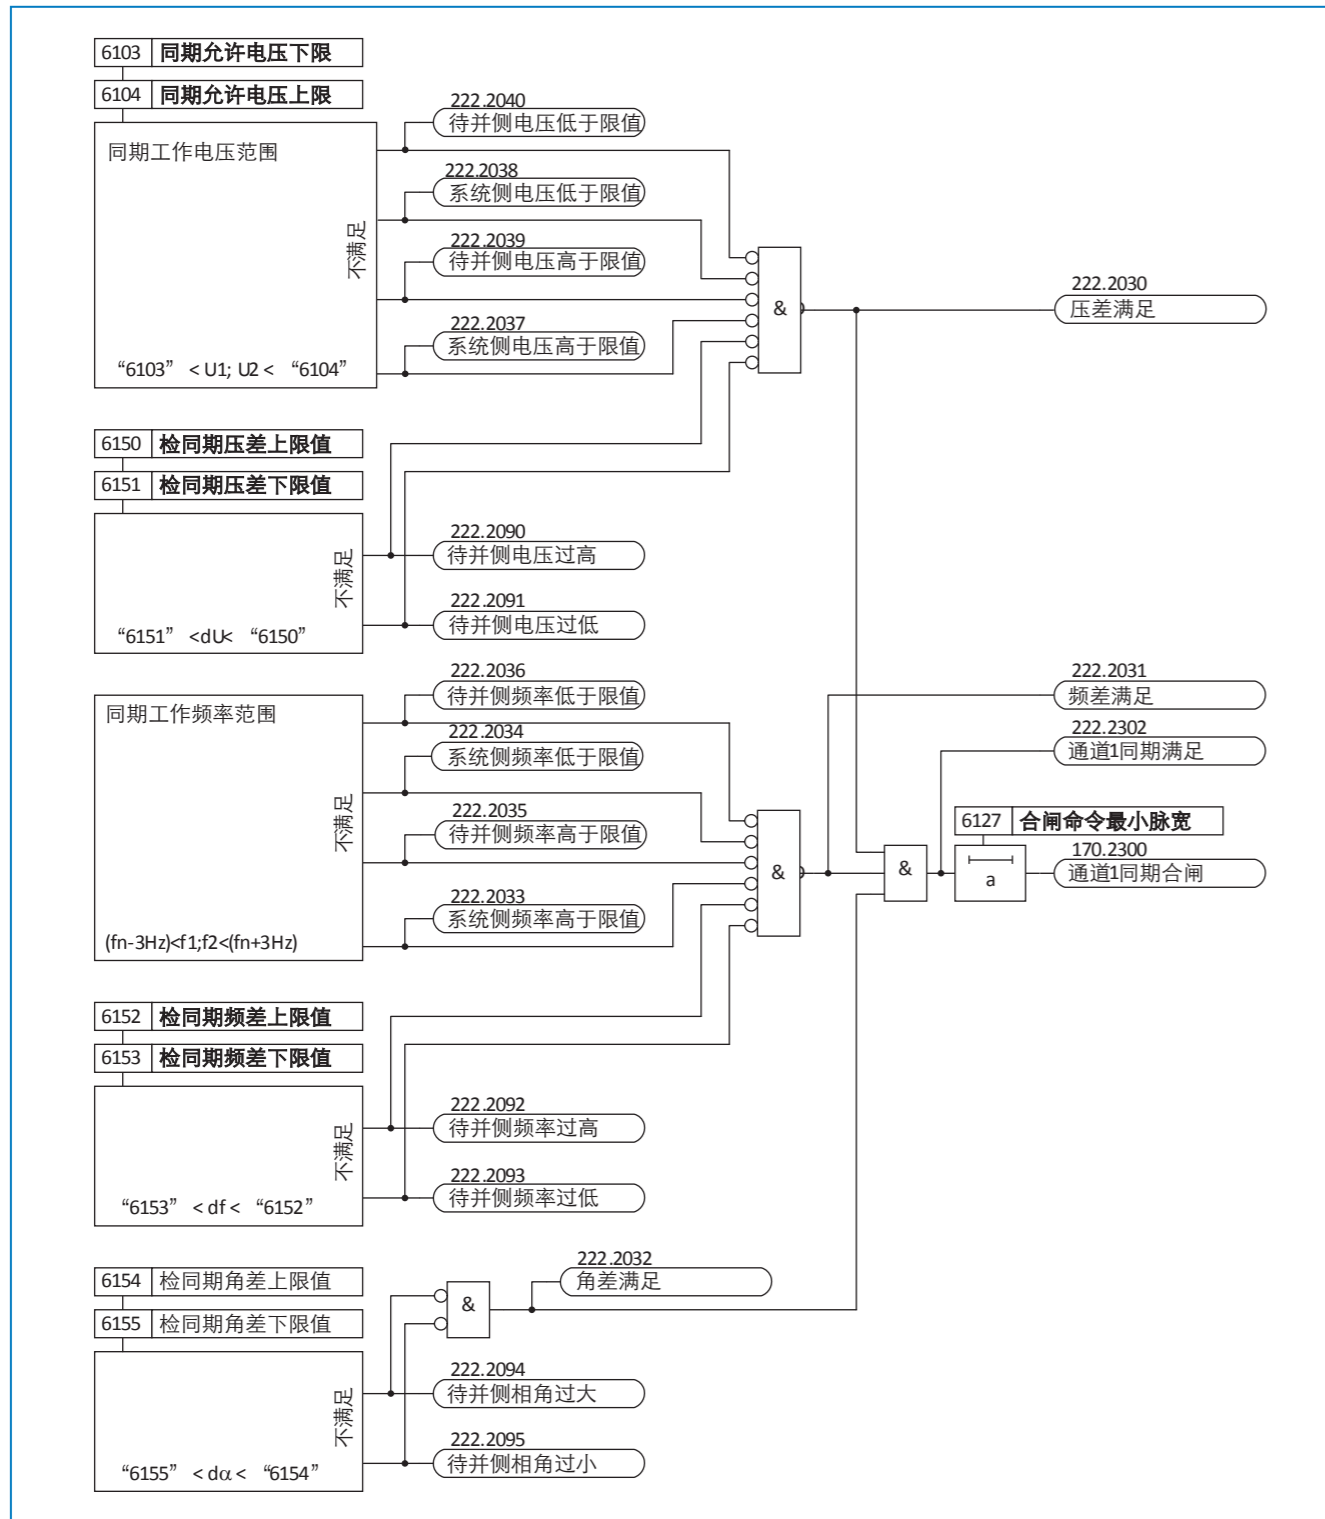 6103 同期允许电压下限
6104 同期允许电压上限
同期工作电压范围
不满足
“6103” < U1; U2 < “6104”
222.2040
待并侧电压低于限值
222.2038
系统侧电压低于限值
222.2039
待并侧电压高于限值
222.2037
系统侧电压高于限值
&
222.2030
压差满足
6150 检同期压差上限值
6151 检同期压差下限值
不满足
“6151” <dU< “6150”
222.2090
待并侧电压过高
222.2091
待并侧电压过低
同期工作频率范围
不满足
(fn-3Hz)<f1;f2<(fn+3Hz)
222.2036
待并侧频率低于限值
222.2034
系统侧频率低于限值
222.2035
待并侧频率高于限值
222.2033
系统侧频率高于限值
&
222.2031
频差满足
222.2302
通道1同期满足
&
6127 合闸命令最小脉宽
a
170.2300
通道1同期合闸
6152 检同期频差上限值
6153 检同期频差下限值
不满足
“6153” < df < “6152”
222.2092
待并侧频率过高
222.2093
待并侧频率过低
6154 检同期角差上限值
6155 检同期角差下限值
不满足
“6155” < dα < “6154”
&
222.2032
角差满足
222.2094
待并侧相角过大
222.2095
待并侧相角过小